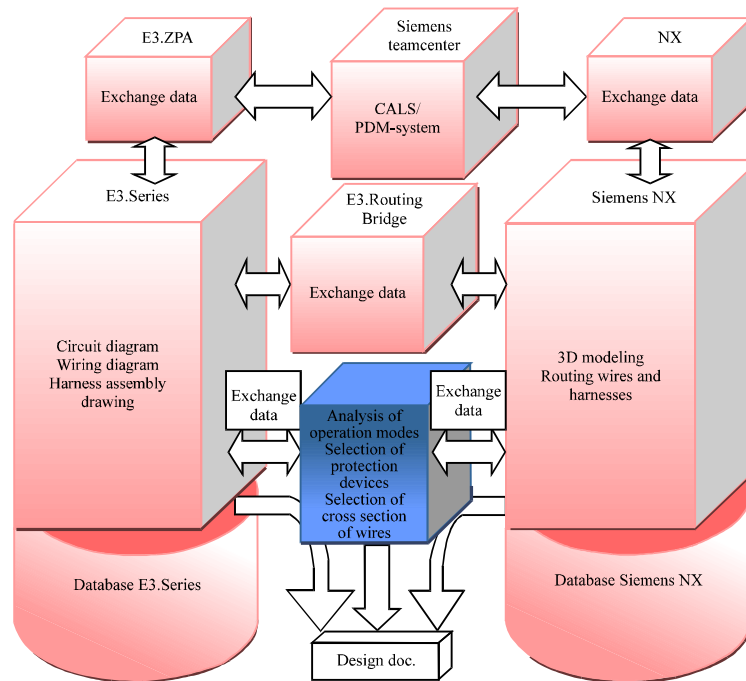 E3.ZPA
Exchange data
Siemens
teamcenter
CALS/
PDM-system
NX
Exchange data
E3.Series
Circuit diagram
Wiring diagram
Harness assembly
drawing
E3.Routing
Bridge
Exchange data
Siemens NX
3D modeling
Routing wires and
harnesses
Exchange
data
Analysis of
operation modes
Selection of
protection
devices
Selection of
cross section
of wires
Exchange
data
Database E3.Series
Database Siemens NX
Design doc.